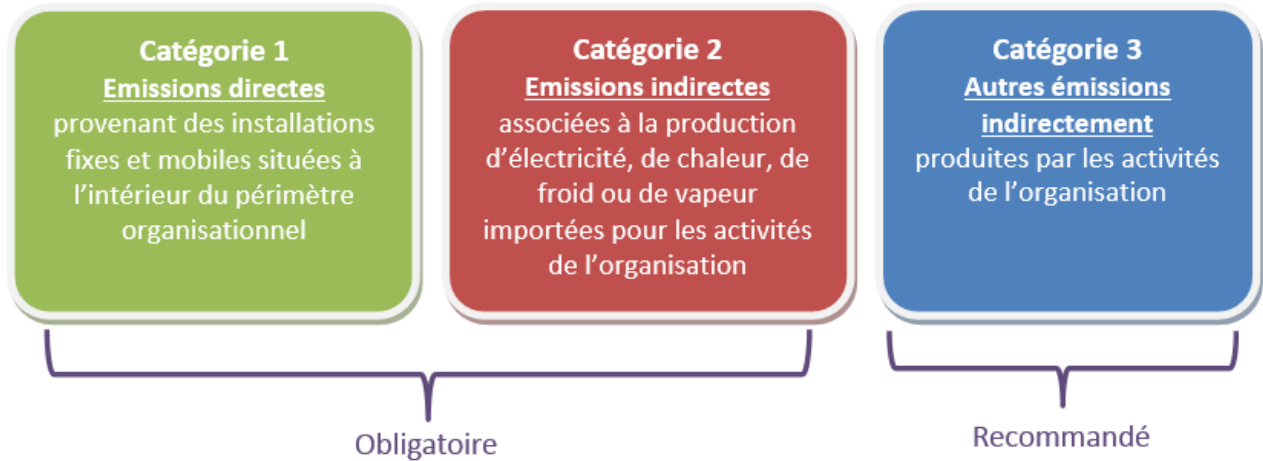 Catégorie 1
Emissions directes
provenant des installations
fixes et mobiles situées à
l’intérieur du périmètre
organisationnel
Catégorie 2
Emissions indirectes
associées à la production
d’électricité, de chaleur, de
froid ou de vapeur
importées pour les activités
de l’organisation
Catégorie 3
Autres émissions
indirectement
produites par les activités
de l’organisation
Obligatoire
Recommandé